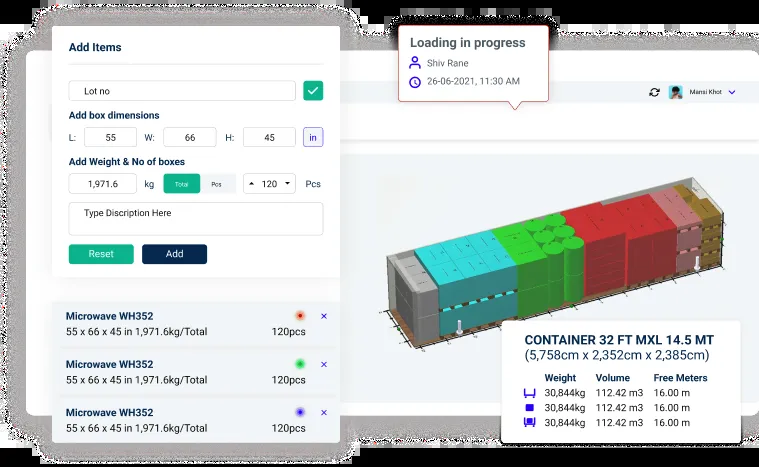 Add Items
Lot no
Add box dimensions
L: 55 W: 66 H: 45 in
Add Weight & No of boxes
1,971.6 kg Total Pcs 120 Pcs
Type Discription Here
Reset Add
Microwave WH352
55 x 66 x 45 in 1,971.6kg/Total 120pcs
Microwave WH352
55 x 66 x 45 in 1,971.6kg/Total 120pcs
Microwave WH352
55 x 66 x 45 in 1,971.6kg/Total 120pcs
Loading in progress
Shiv Rane
26-06-2021, 11:30 AM
Mansi Khot
CONTAINER 32 FT MXL 14.5 MT
(5,758cm x 2,352cm x 2,385cm)
Weight Volume Free Meters
30,844kg 112.42 m3 16.00 m
30,844kg 112.42 m3 16.00 m
30,844kg 112.42 m3 16.00 m